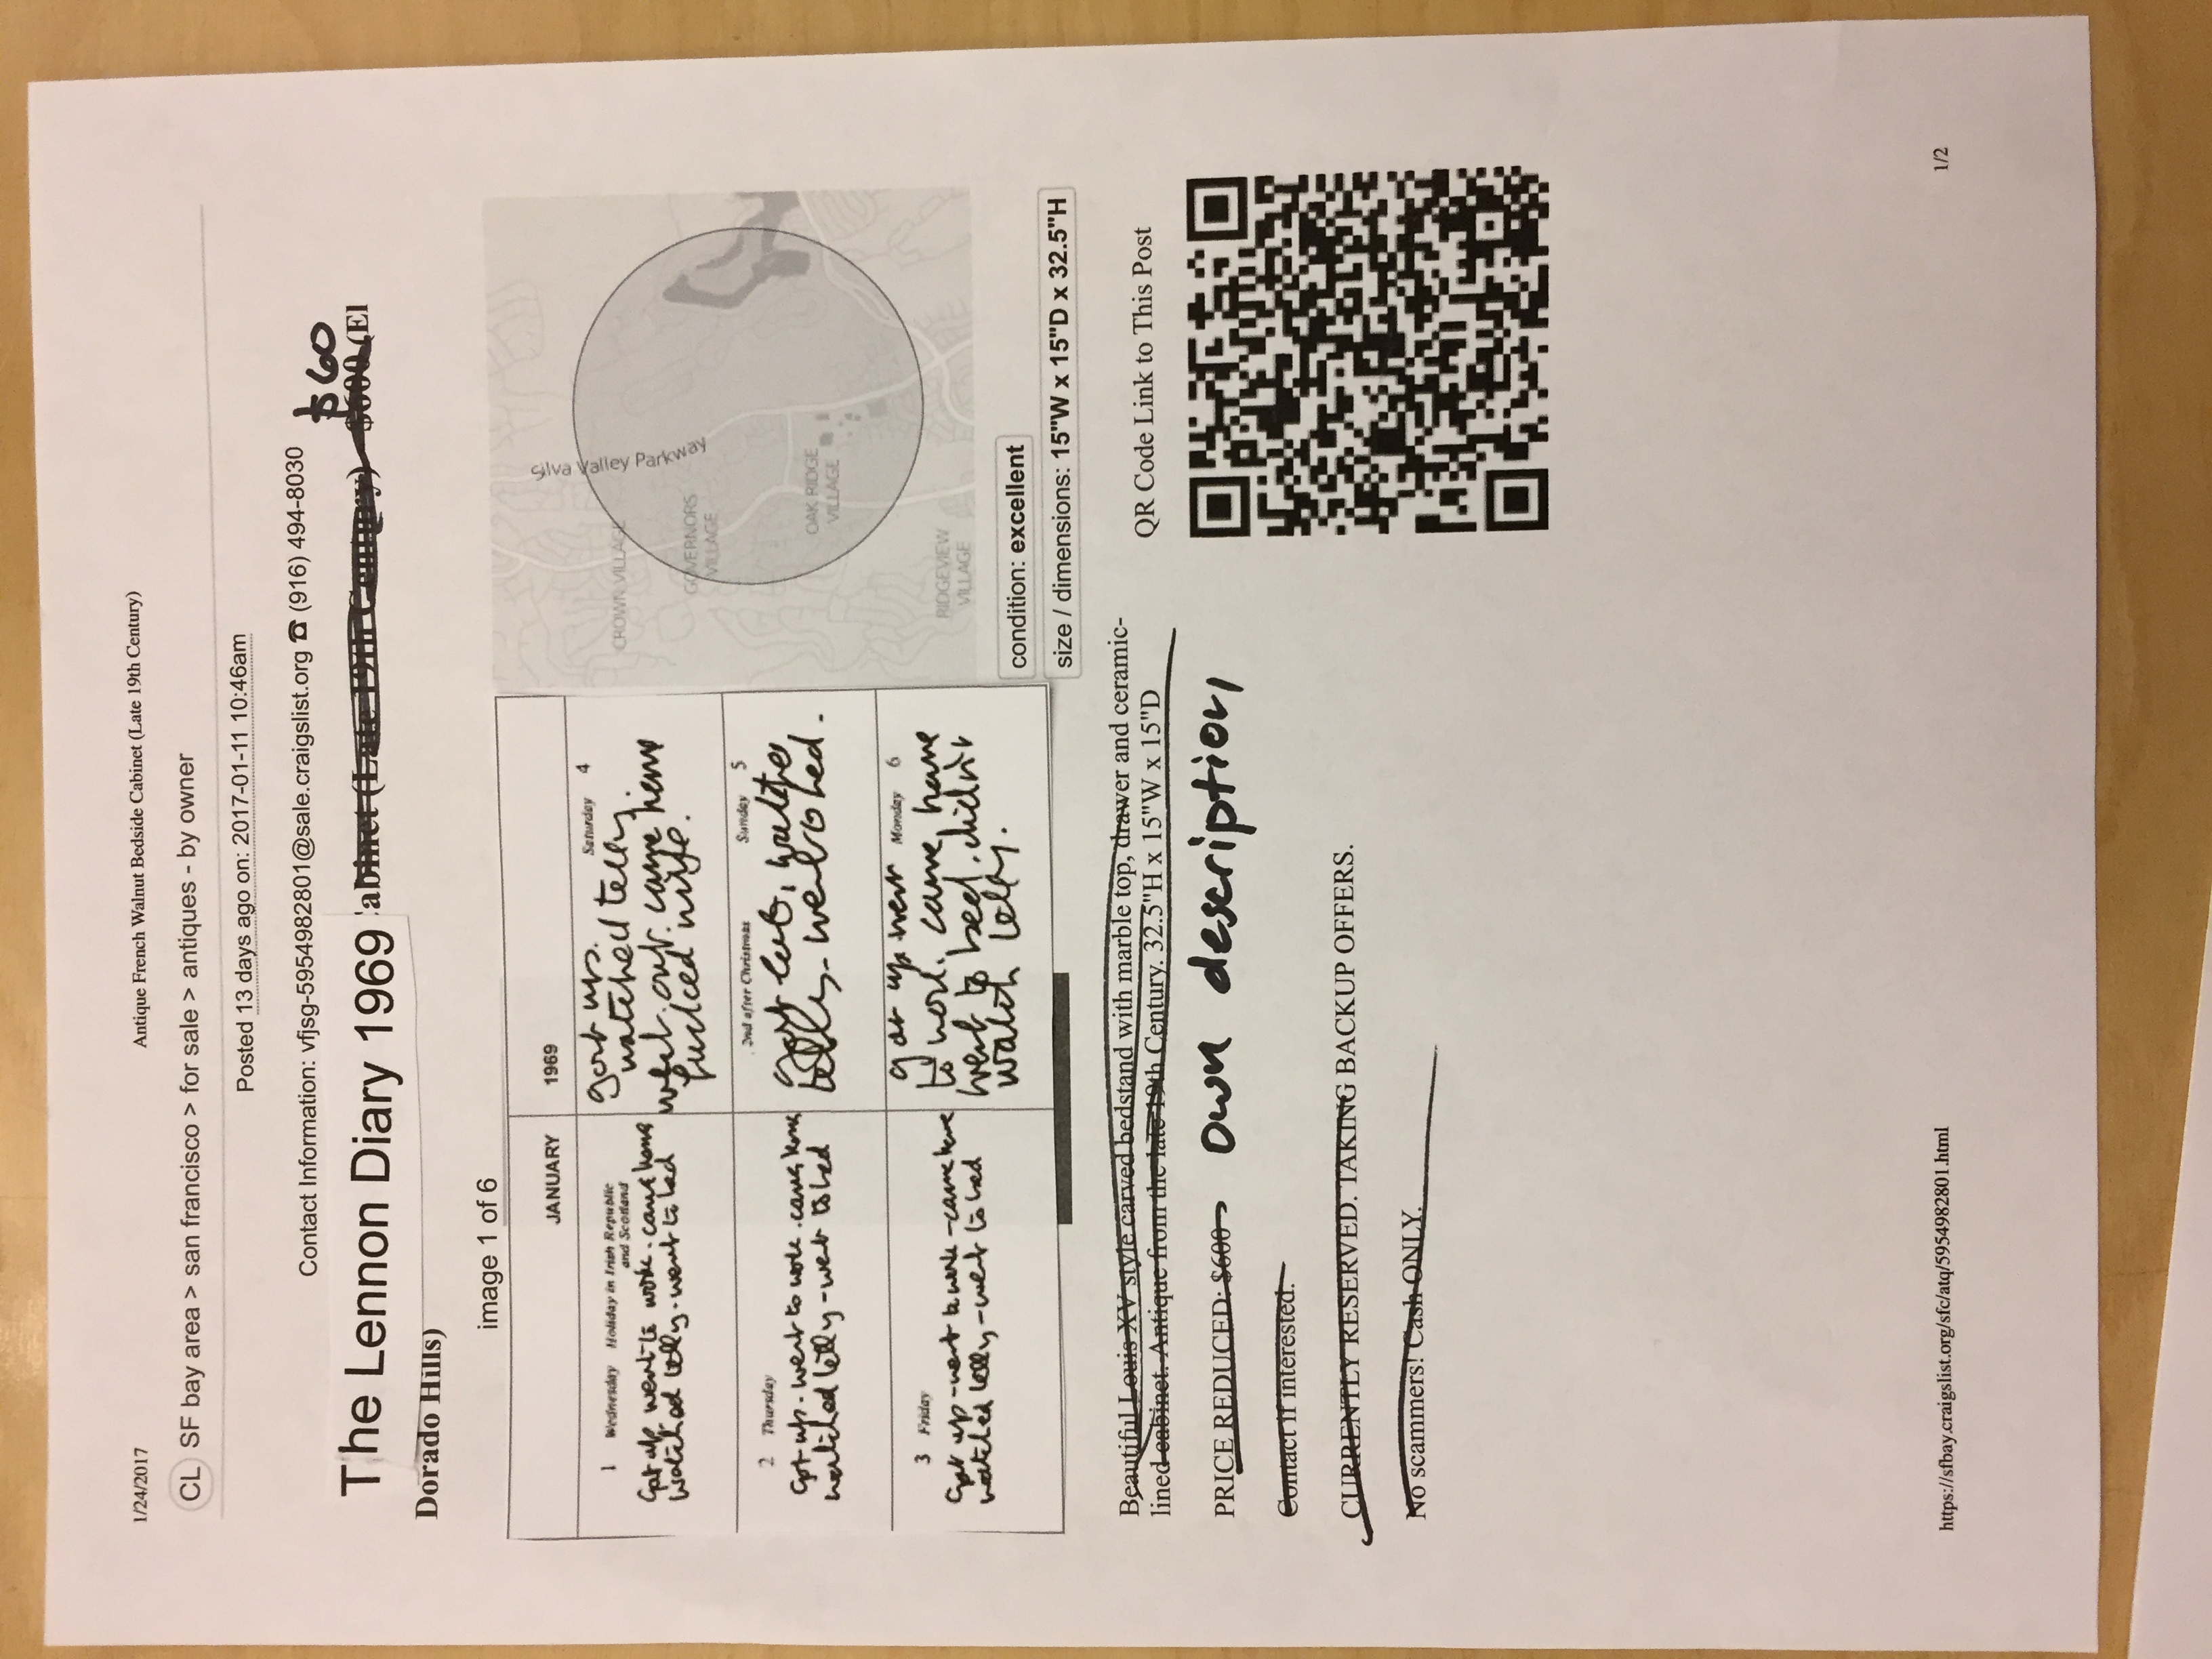 1/24/2017
Antique French Walnut Bedside Cabinet (Late 19th Century)
CL SF bay area > san francisco > for sale > antiques - by owner
Posted 13 days ago on: 2017-01-11 10:46am
Contact Information: vfjsg-5954982801@sale.craigslist.org ☎ (916) 494-8030
$60
The Lennon Diary 1969 abinet (Late 19th Century) - $600 (El
Dorado Hills)
image 1 of 6
JANUARY 1969
1 Wednesday Holiday in Irish Republic
and Scotland
Got up. went to work. came home
watched telly. went to bed
2 Thursday
Got up. went to work. came home
watched telly - went to bed
3 Friday
Got up - went to work - came home
watched telly - went to bed
Saturday 4
got up.
watched telly.
went out. came home
fucked wife.
2nd after Christmas Sunday 5
telly - went bed.
Monday 6
got up went
to work. came home
went to bed. didn't
watch telly.
Silva Valley Parkway
CROWN VILLAGE
GOVERNORS
VILLAGE
OAK RIDGE
VILLAGE
RIDGEVIEW
VILLAGE
condition: excellent
size / dimensions: 15"W x 15"D x 32.5"H
Beautiful Louis XV style carved bedstand with marble top, drawer and ceramic-
lined cabinet. Antique from the late 19th Century. 32.5"H x 15"W x 15"D
PRICE REDUCED: $600
own description
Contact if interested.
CURRENTLY RESERVED. TAKING BACKUP OFFERS.
No scammers! Cash ONLY.
QR Code Link to This Post
https://sfbay.craigslist.org/sfc/atq/5954982801.html
1/2